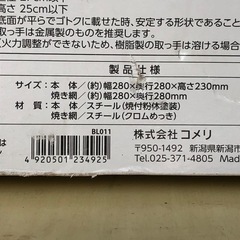 高さ 25cm以下
底面が平らでゴトクに載せた時、安定する形状であるこ
取っ手は金属製のものを推奨します。
(火力調整ができないため、樹脂製の取っ手は溶ける場合
製品仕様
サイズ・本 体/(約)幅280×奥行280×高さ230mm
焼き網/(約)幅280×奥行280mm
材 質・本 体/スチール(焼付粉体塗装)
焼き網/スチール(クロムめっき)
BL011
4920501234925
株式会社 コメリ
〒950-1492 新潟県新潟市
TEL.025-371-4805 Mad